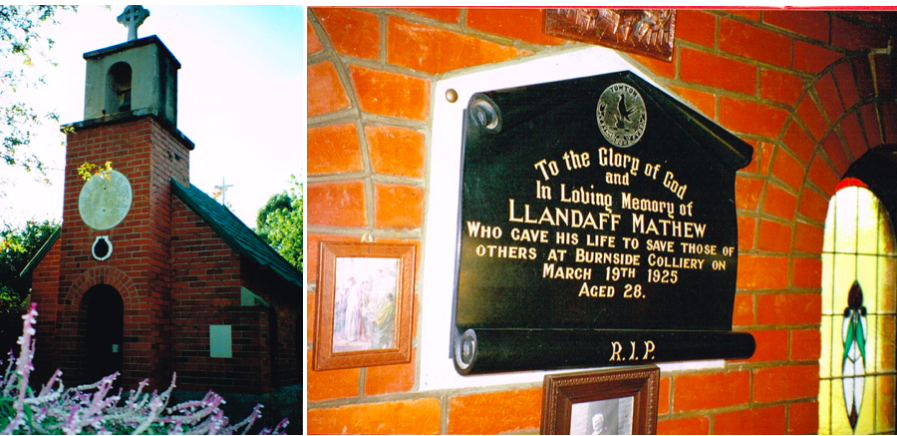 To the Glory of God
and
In Loving Memory of
LLANDAFF MATHEW
WHO GAVE HIS LIFE TO SAVE THOSE OF
OTHERS AT BURNSIDE COLLIERY ON
MARCH 19TH 1925
AGED 28.
R.I.P.